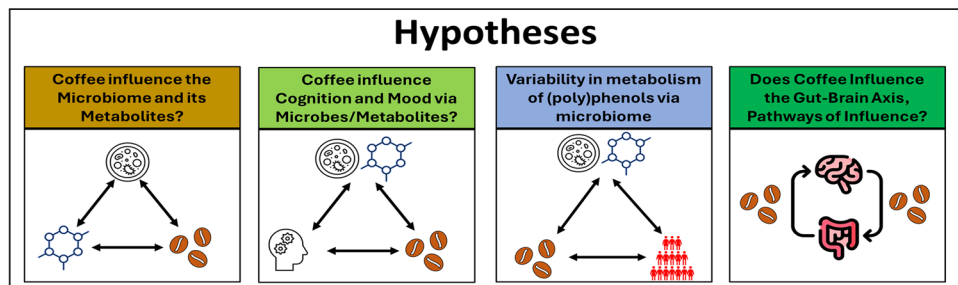 Hypotheses
Coffee influence the
Microbiome and its
Metabolites?
Coffee influence
Cognition and Mood via
Microbes/Metabolites?
Variability in metabolism
of (poly)phenols via
microbiome
Does Coffee Influence
the Gut-Brain Axis,
Pathways of Influence?